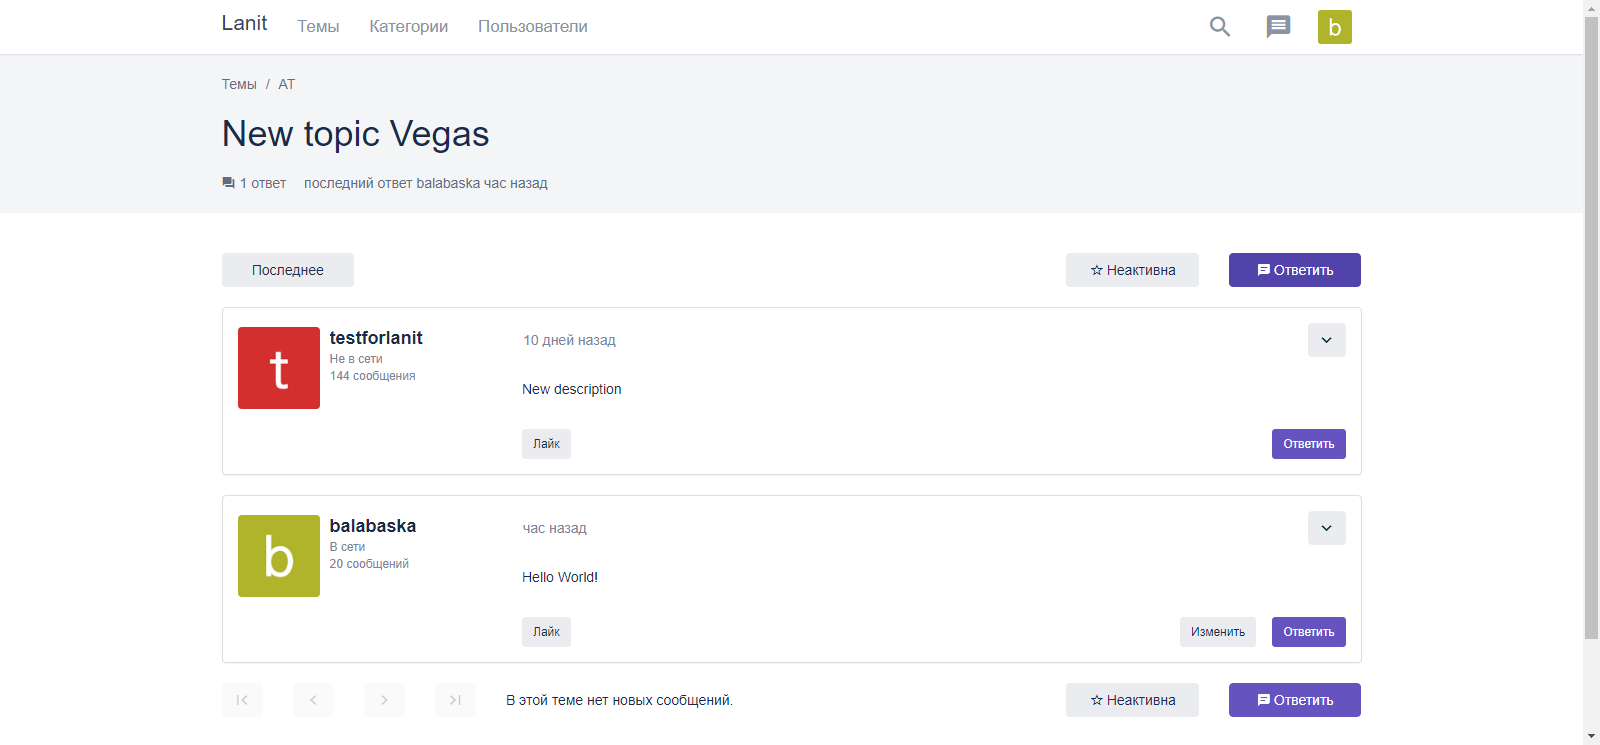 Lanit Темы Категории Пользователи b
Темы / AT
New topic Vegas
1 ответ последний ответ balabaska час назад
Последнее Неактивна Ответить
t
testforlanit
Не в сети
144 сообщения
10 дней назад
New description
Лайк Ответить
b
balabaska
В сети
20 сообщений
час назад
Hello World!
Лайк Изменить Ответить
В этой теме нет новых сообщений. Неактивна Ответить